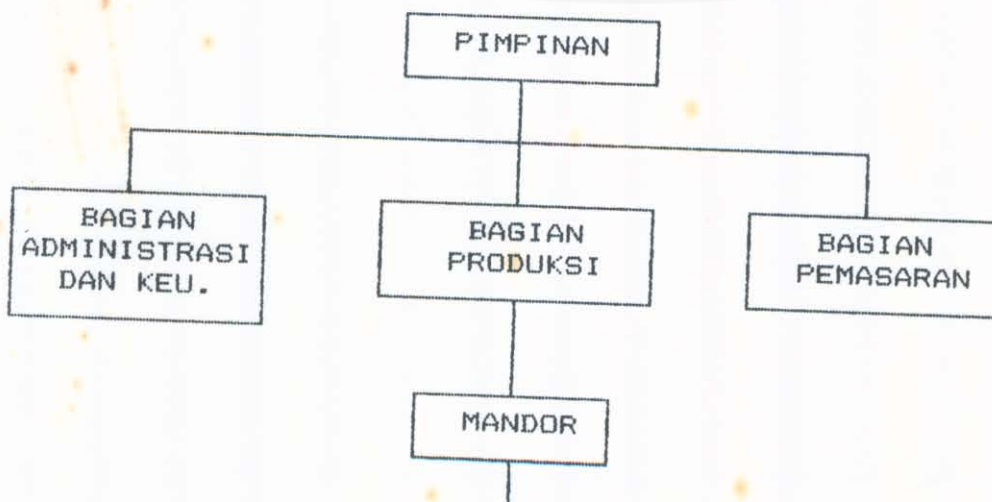 PIMPINAN
BAGIAN
ADMINISTRASI
DAN KEU.
BAGIAN
PRODUKSI
BAGIAN
PEMASARAN
MANDOR